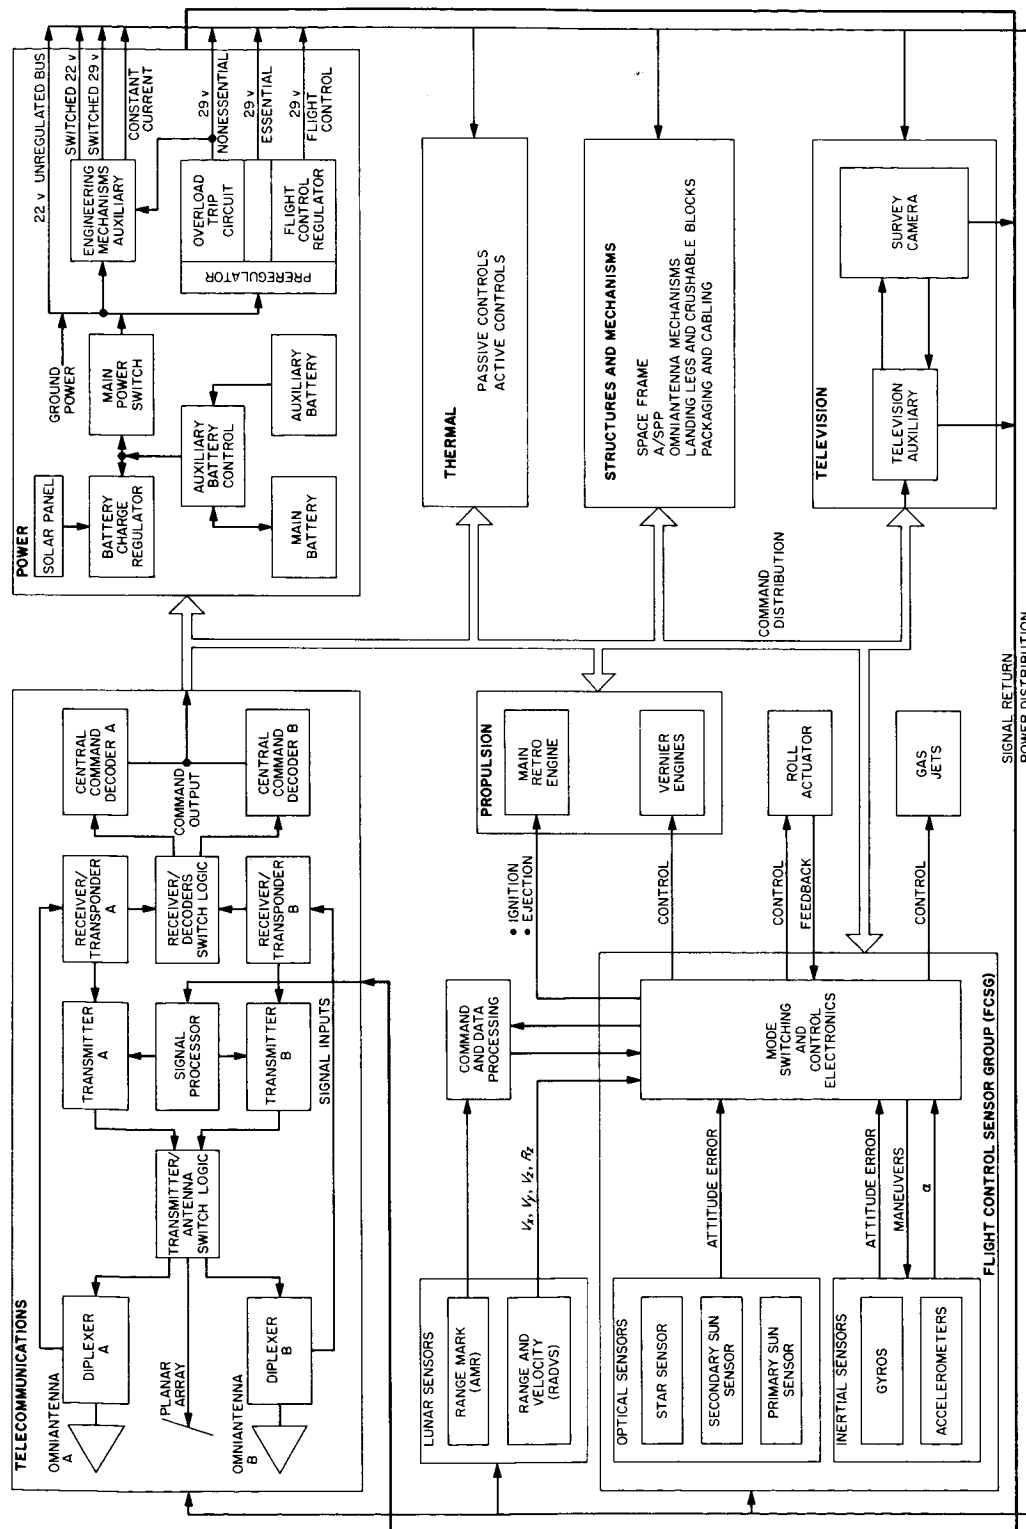 TELECOMMUNICATIONS
OMNIANTENNA
A
DIPLEXER
A
PLANAR
ARRAY
OMNIANTENNA
B
DIPLEXER
B
TRANSMITTER/
ANTENNA
SWITCH LOGIC
TRANSMITTER
A
SIGNAL
PROCESSOR
TRANSMITTER
B
SIGNAL INPUTS
RECEIVER/
TRANSPONDER
A
RECEIVER/
DECODERS
SWITCH LOGIC
RECEIVER/
TRANSPONDER
B
CENTRAL
COMMAND
DECODER A
COMMAND
OUTPUT
CENTRAL
COMMAND
DECODER B
POWER
SOLAR PANEL
BATTERY
CHARGE
REGULATOR
MAIN
BATTERY
AUXILIARY
BATTERY
CONTROL
AUXILIARY
BATTERY
MAIN
POWER
SWITCH
GROUND
POWER
ENGINEERING
MECHANISMS
AUXILIARY
PREREGULATOR
OVERLOAD
TRIP
CIRCUIT
FLIGHT
CONTROL
REGULATOR
22 v UNREGULATED BUS
SWITCHED 22 v
SWITCHED 29 v
CONSTANT
CURRENT
29 v
NONESSENTIAL
29 v
ESSENTIAL
29 v
FLIGHT
CONTROL
LUNAR SENSORS
RANGE MARK
(AMR)
RANGE AND
VELOCITY
(RADVS)
COMMAND
AND DATA
PROCESSING
Vx, Vy, Vz, Rz
• IGNITION
• EJECTION
PROPULSION
MAIN
RETRO
ENGINE
VERNIER
ENGINES
CONTROL
ROLL
ACTUATOR
CONTROL
FEEDBACK
GAS
JETS
CONTROL
THERMAL
PASSIVE CONTROLS
ACTIVE CONTROLS
STRUCTURES AND MECHANISMS
SPACE FRAME
A/SPP
OMNIANTENNA MECHANISMS
LANDING LEGS AND CRUSHABLE BLOCKS
PACKAGING AND CABLING
COMMAND
DISTRIBUTION
TELEVISION
TELEVISION
AUXILIARY
SURVEY
CAMERA
OPTICAL SENSORS
STAR SENSOR
SECONDARY SUN
SENSOR
PRIMARY SUN
SENSOR
ATTITUDE ERROR
INERTIAL SENSORS
GYROS
ACCELEROMETERS
ATTITUDE ERROR
MANEUVERS
α
MODE
SWITCHING
AND
CONTROL
ELECTRONICS
FLIGHT CONTROL SENSOR GROUP (FCSG)
SIGNAL RETURN
POWER DISTRIBUTION